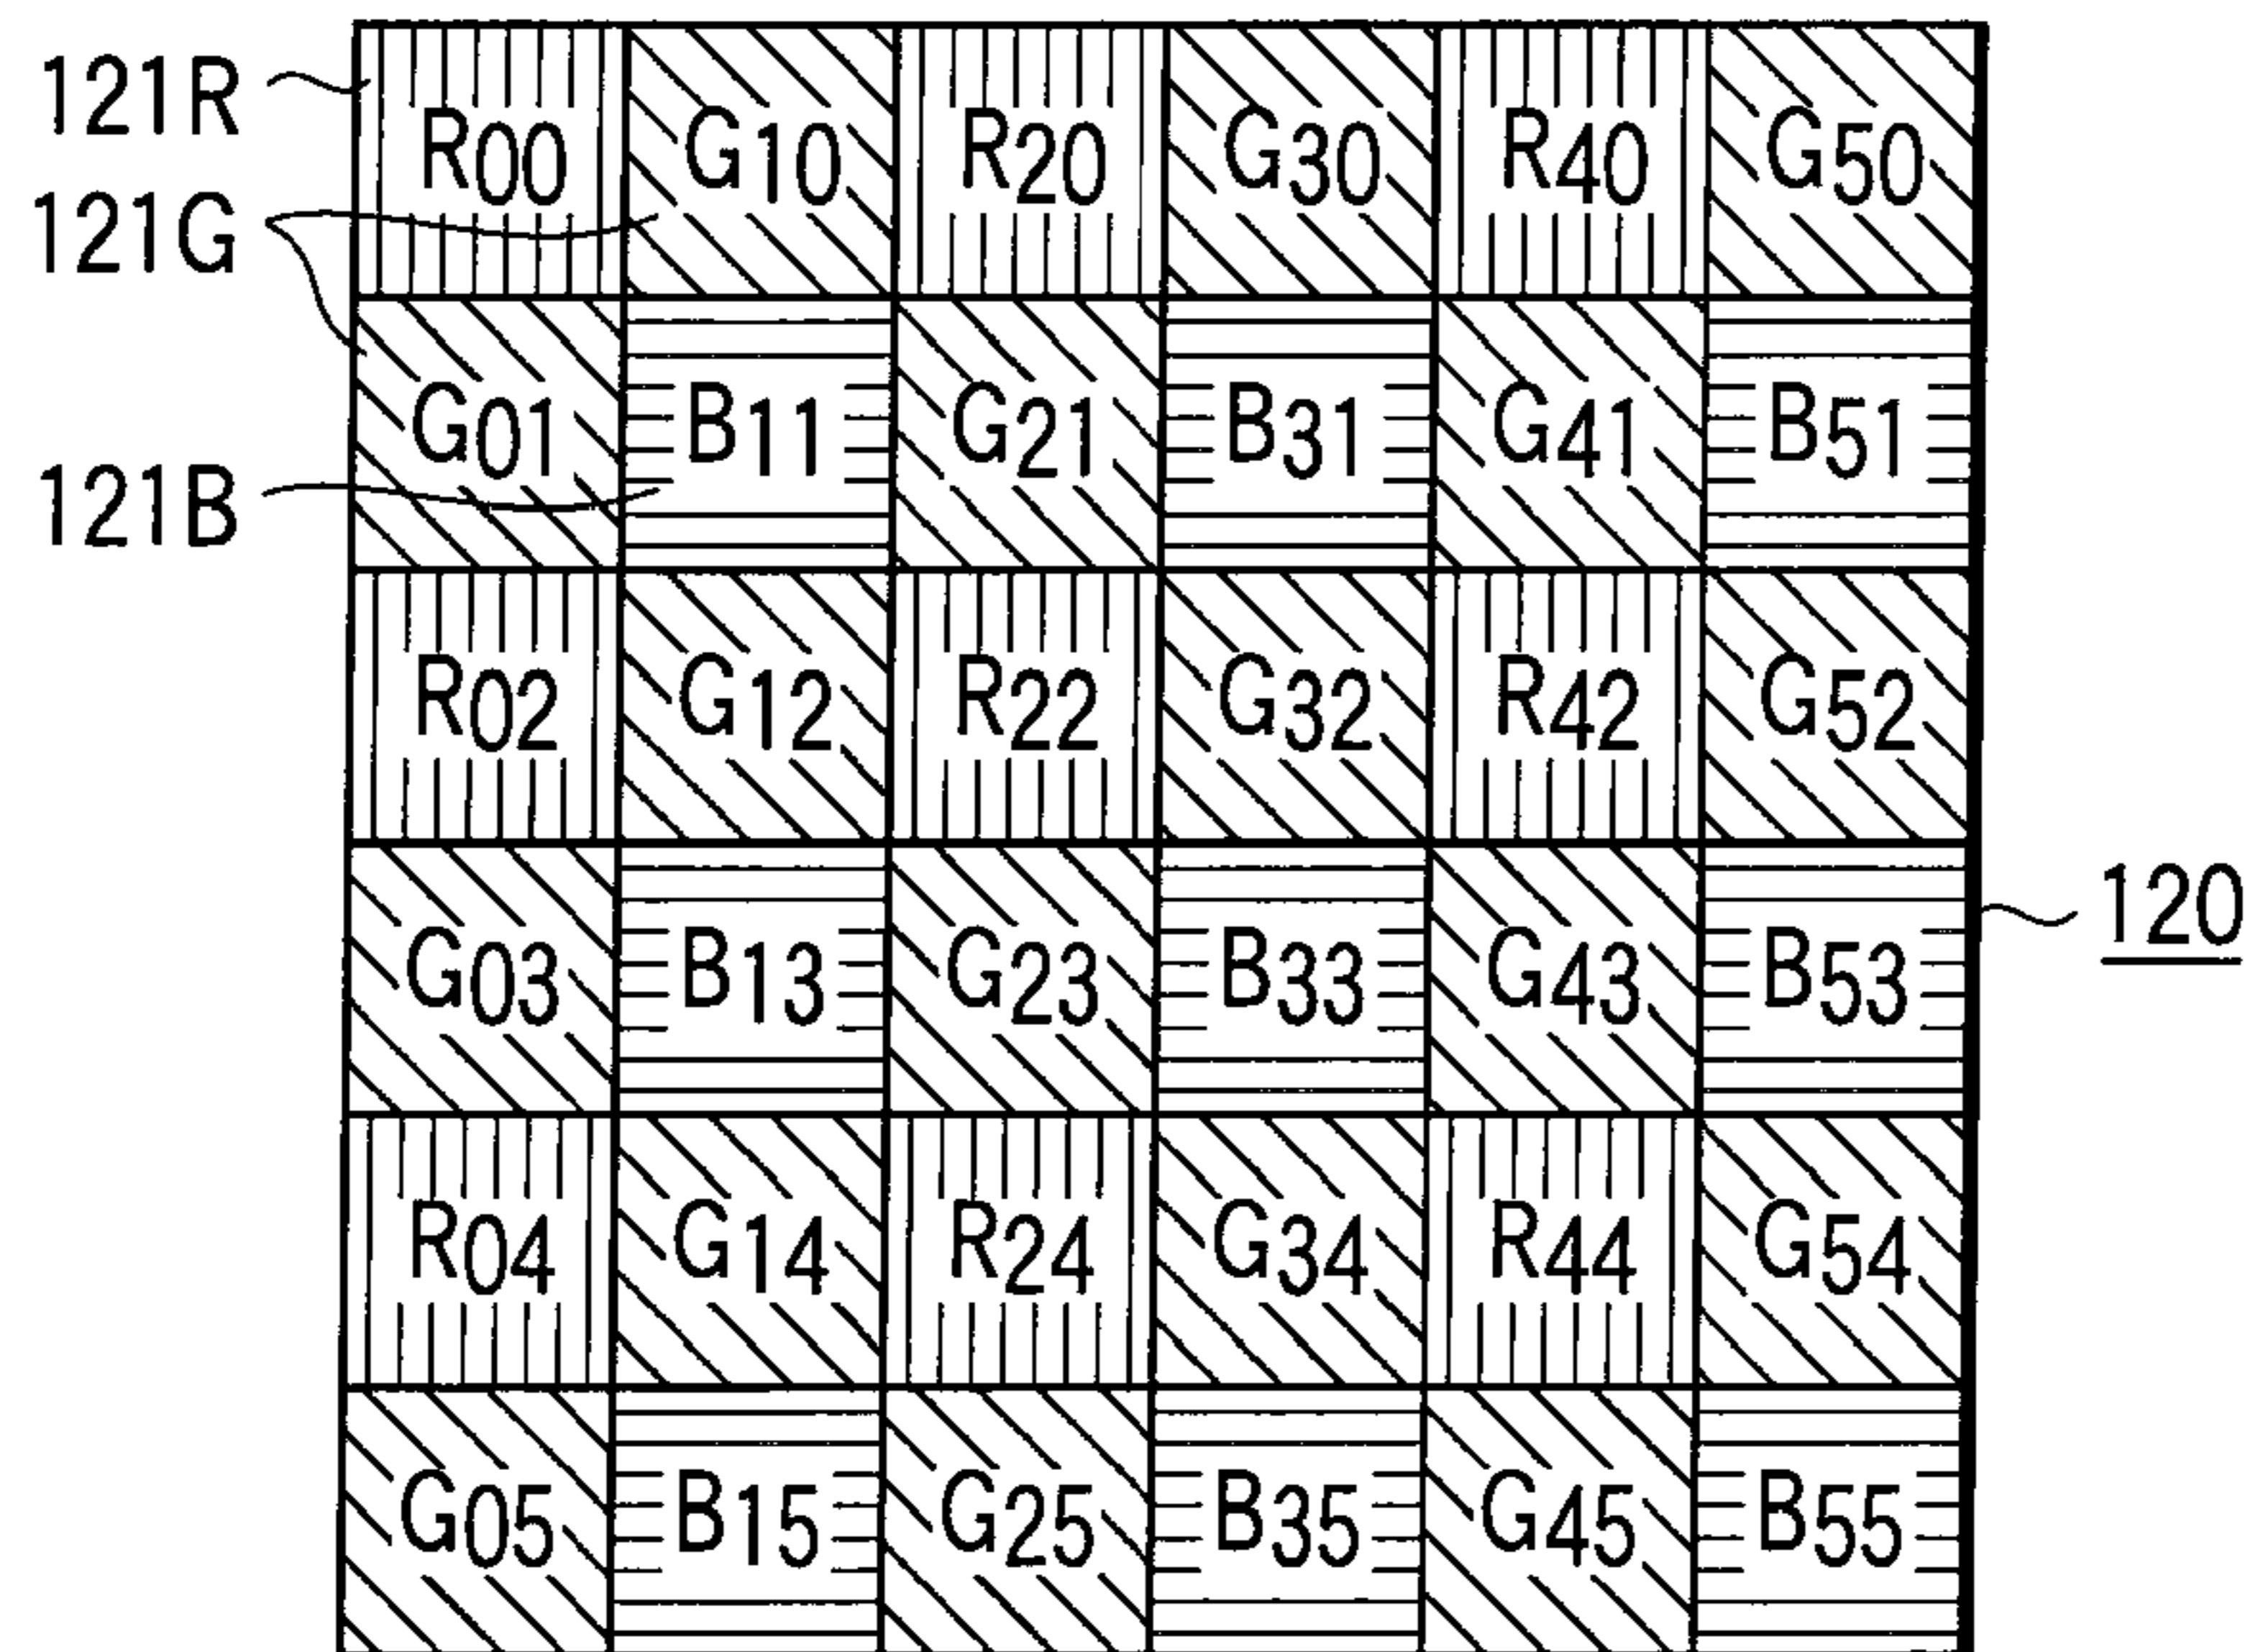 121R R00 G10 R20 G30 R40 G50
121G
G01 B11 G21 B31 G41 B51
121B
R02 G12 R22 G32 R42 G52
120
G03 B13 G23 B33 G43 B53
R04 G14 R24 G34 R44 G54
G05 B15 G25 B35 G45 B55